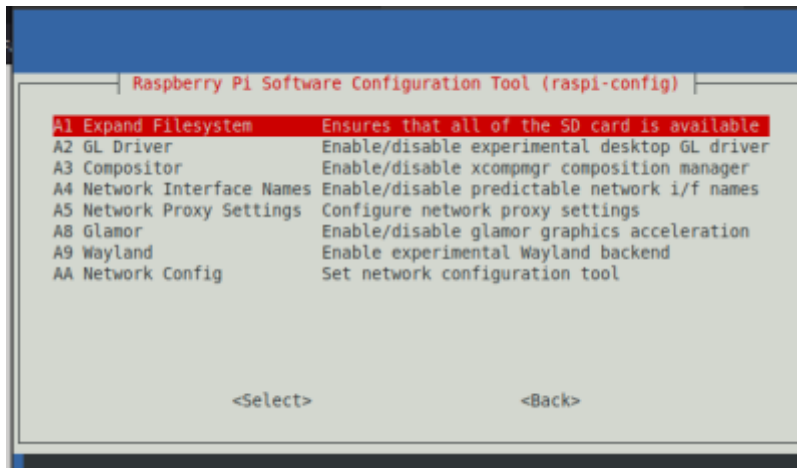 Raspberry Pi Software Configuration Tool (raspi-config)
A1 Expand Filesystem Ensures that all of the SD card is available
A2 GL Driver Enable/disable experimental desktop GL driver
A3 Compositor Enable/disable xcompmgr composition manager
A4 Network Interface Names Enable/disable predictable network i/f names
A5 Network Proxy Settings Configure network proxy settings
A8 Glamor Enable/disable glamor graphics acceleration
A9 Wayland Enable experimental Wayland backend
AA Network Config Set network configuration tool
<Select> <Back>